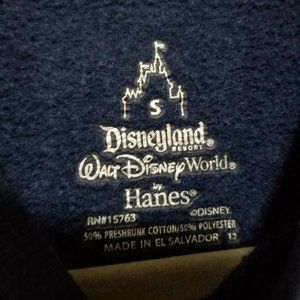 S
Disneyland
RESORT®
WALT DISNEY World®
by
Hanes®
©DISNEY
RN#15763
50% PRESHRUNK COTTON/50% POLYESTER
MADE IN EL SALVADOR 13